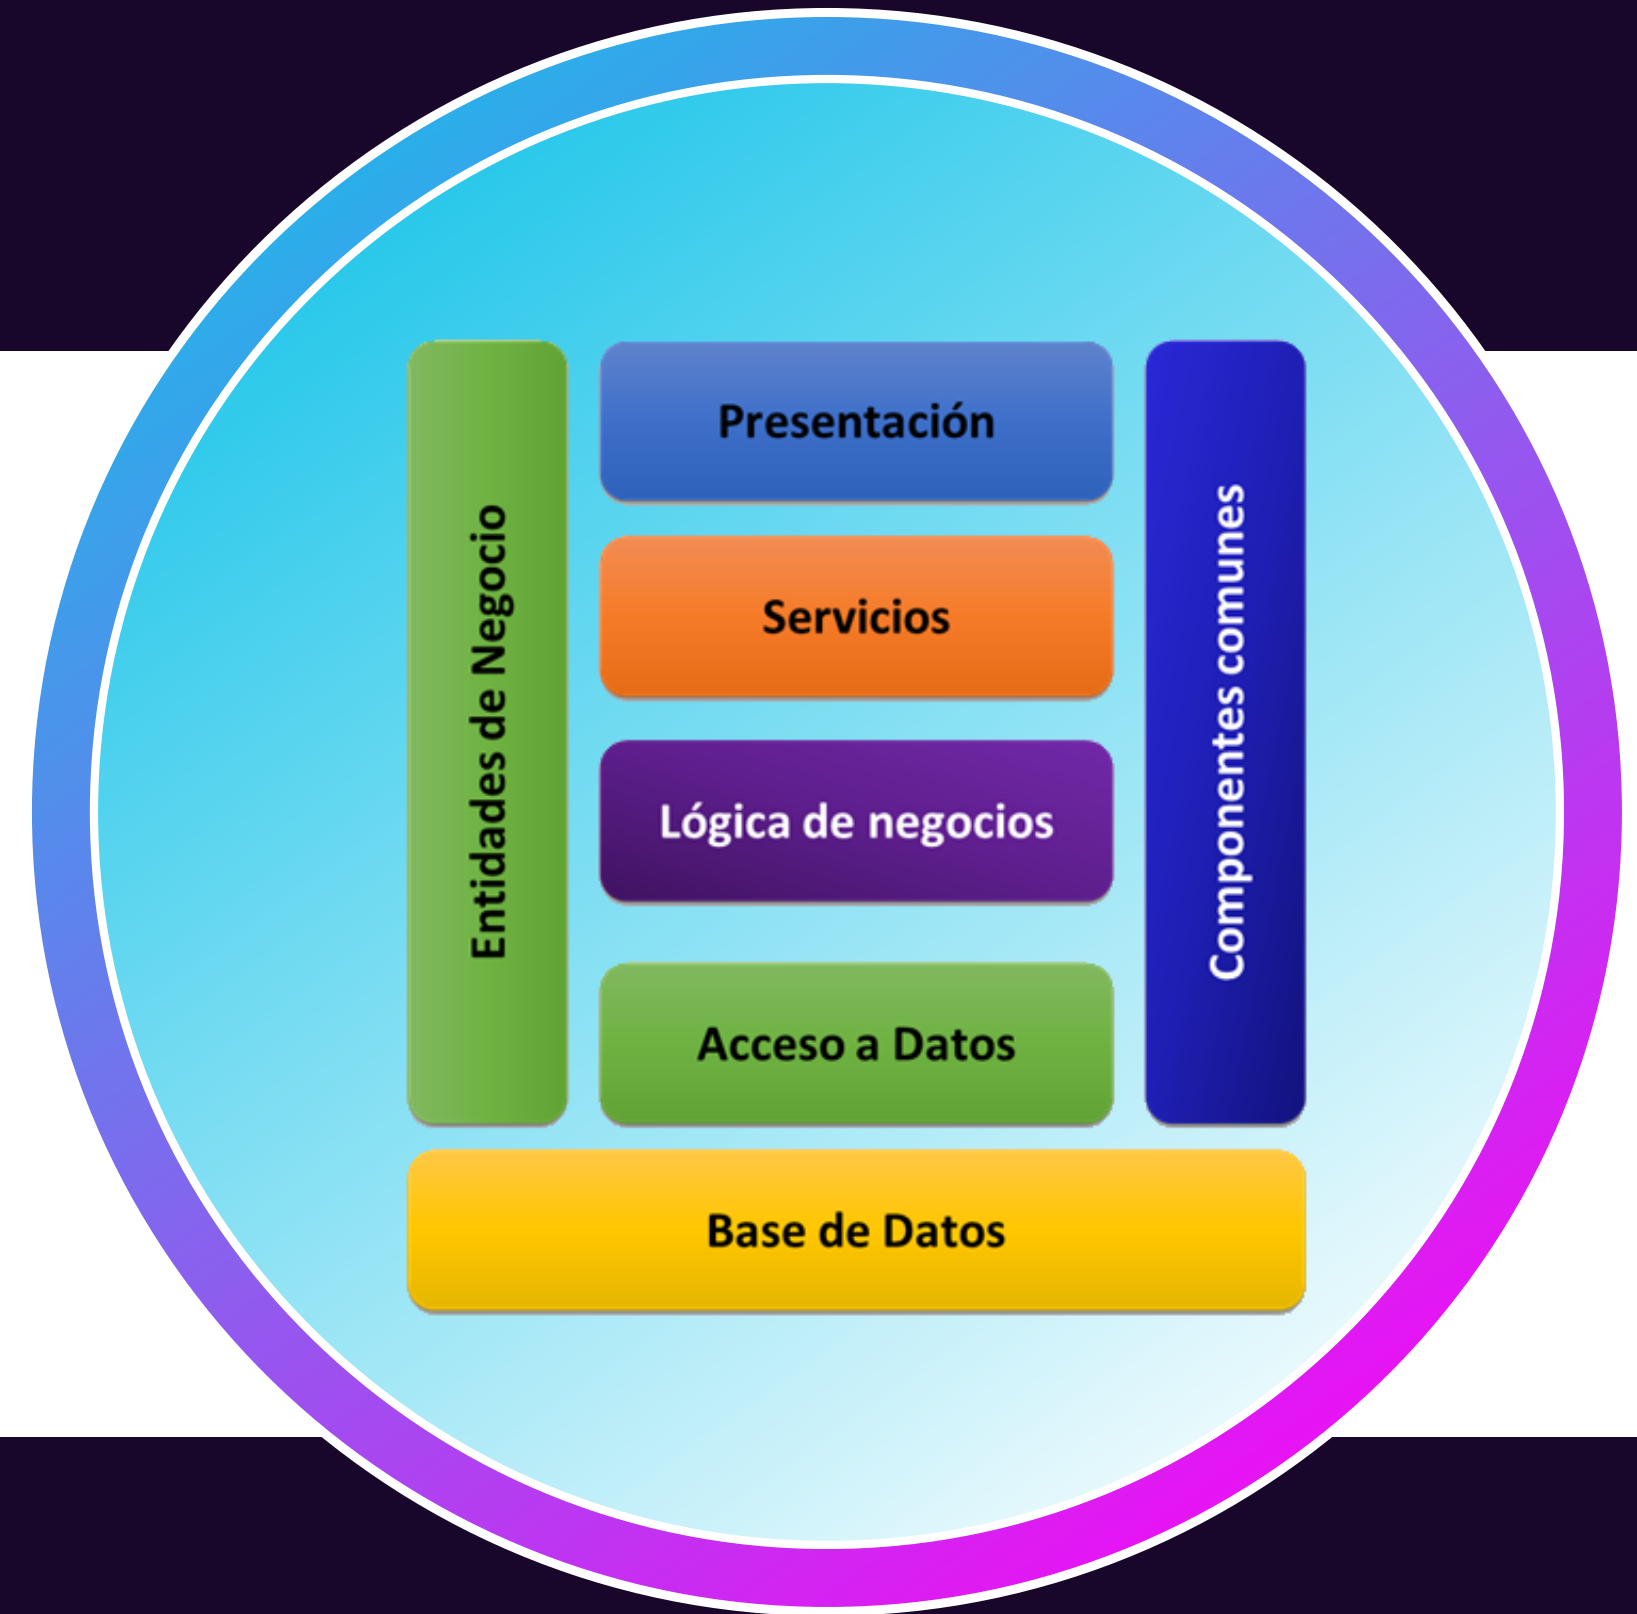 Entidades de Negocio
Presentación
Servicios
Lógica de negocios
Acceso a Datos
Componentes comunes
Base de Datos